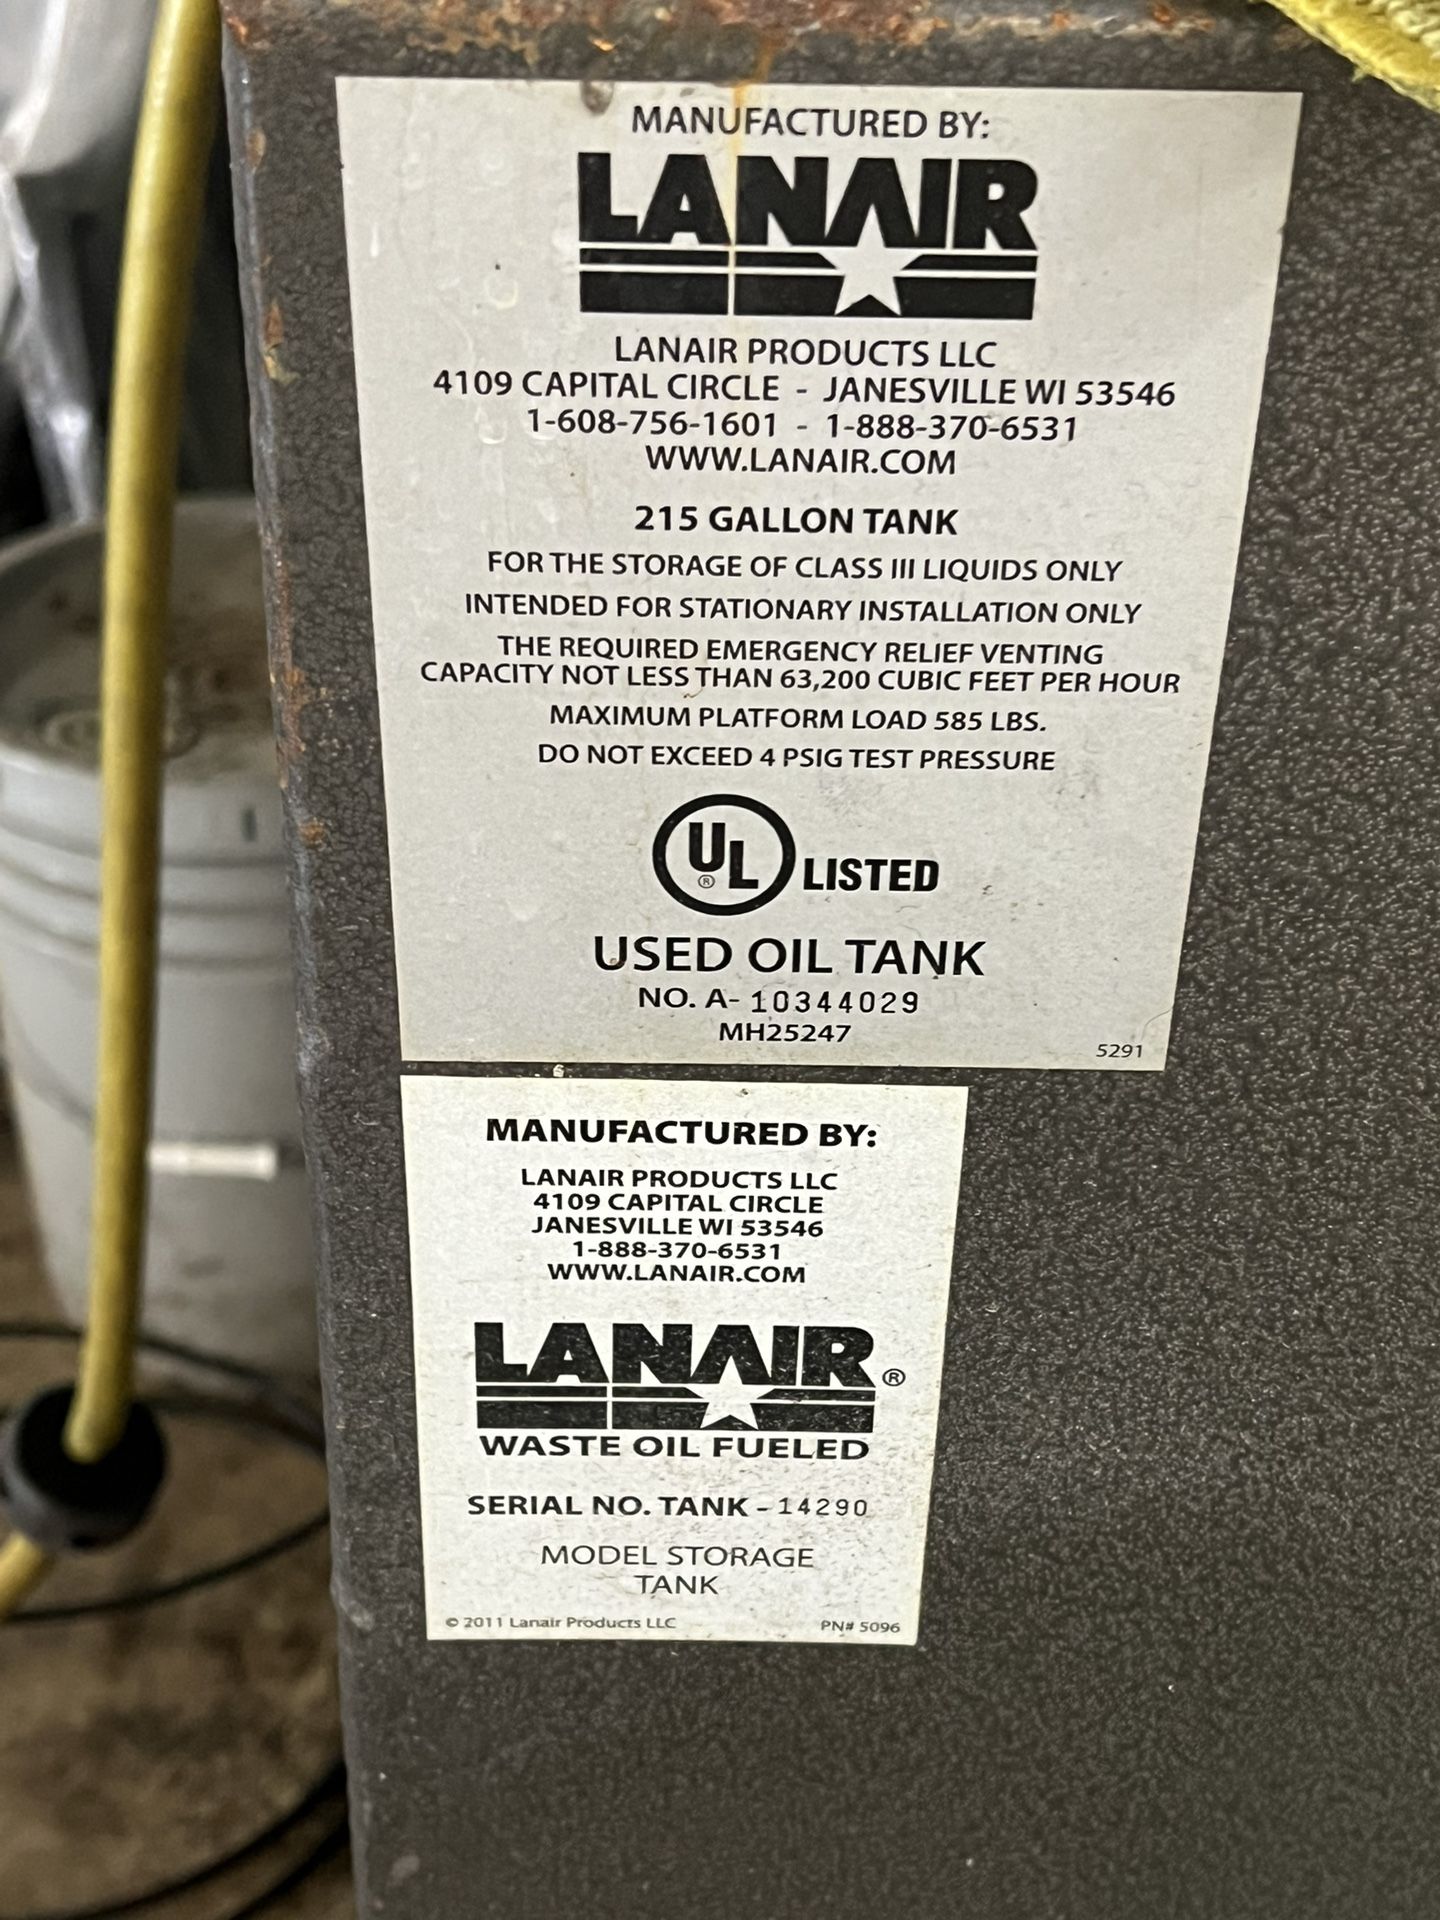 MANUFACTURED BY:
LANAIR
LANAIR PRODUCTS LLC
4109 CAPITAL CIRCLE - JANESVILLE WI 53546
1-608-756-1601 - 1-888-370-6531
WWW.LANAIR.COM
215 GALLON TANK
FOR THE STORAGE OF CLASS III LIQUIDS ONLY
INTENDED FOR STATIONARY INSTALLATION ONLY
THE REQUIRED EMERGENCY RELIEF VENTING
CAPACITY NOT LESS THAN 63,200 CUBIC FEET PER HOUR
MAXIMUM PLATFORM LOAD 585 LBS.
DO NOT EXCEED 4 PSIG TEST PRESSURE
UL® LISTED
USED OIL TANK
NO. A- 10344029
MH25247
5291
MANUFACTURED BY:
LANAIR PRODUCTS LLC
4109 CAPITAL CIRCLE
JANESVILLE WI 53546
1-888-370-6531
WWW.LANAIR.COM
LANAIR®
WASTE OIL FUELED
SERIAL NO. TANK - 14290
MODEL STORAGE
TANK
© 2011 Lanair Products LLC PN# 5096